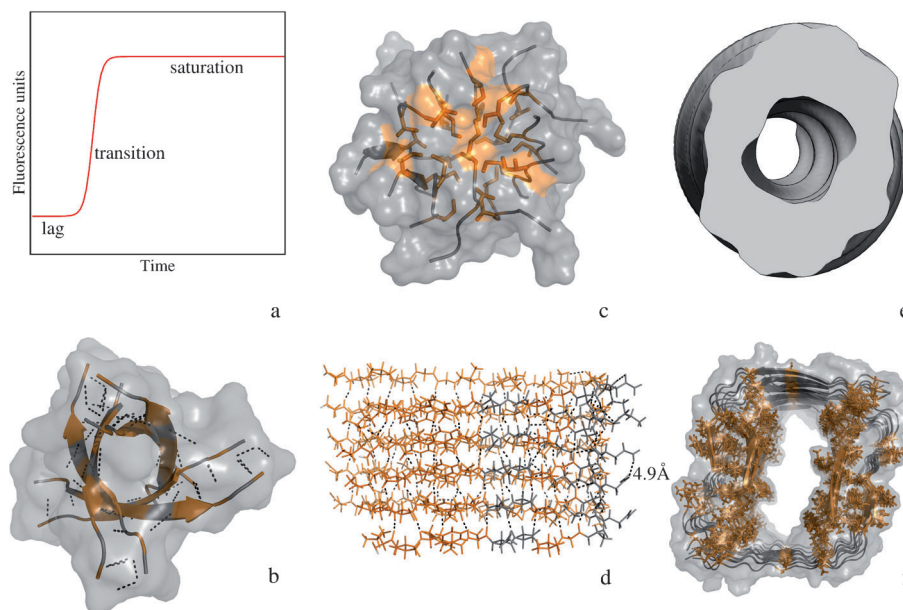 Fluorescence units
saturation
transition
lag
Time
a
c
e
b
4.9Å
d